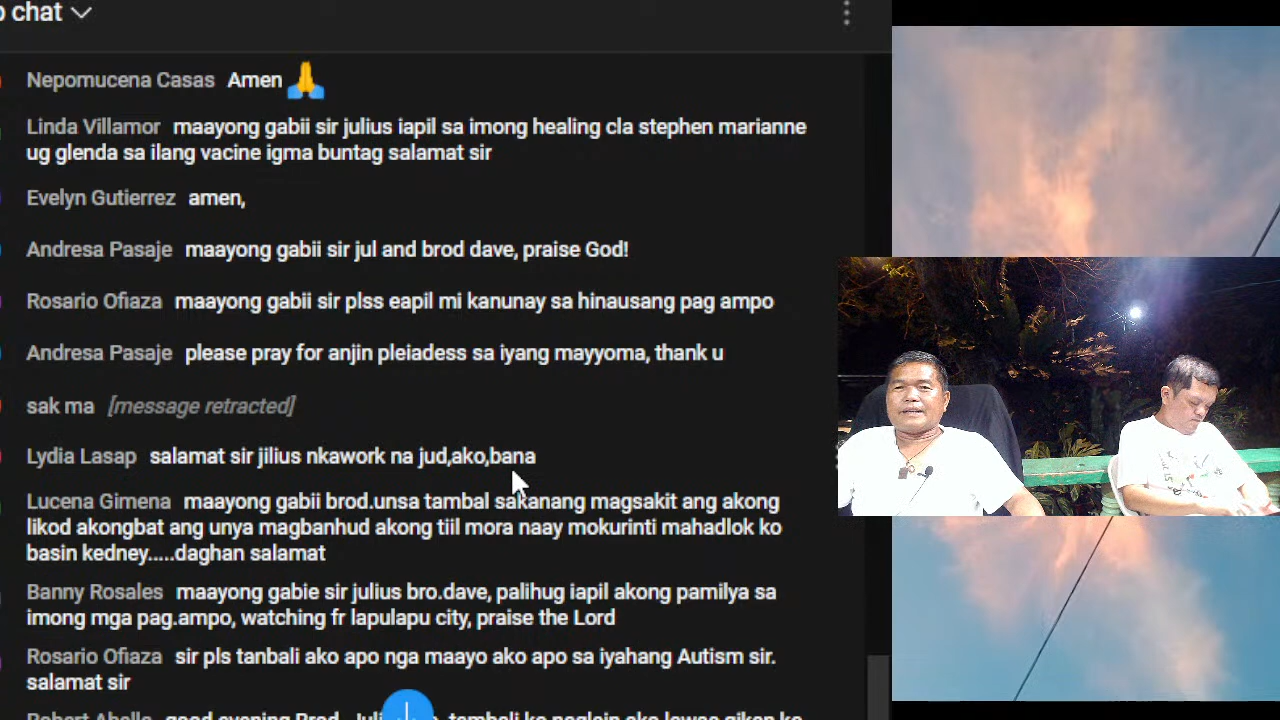 chat
Nepomucena Casas Amen 🙏
Linda Villamor maayong gabii sir julius iapil sa imong healing cla stephen marianne
ug glenda sa ilang vacine igma buntag salamat sir
Evelyn Gutierrez amen,
Andresa Pasaje maayong gabii sir jul and brod dave, praise God!
Rosario Ofiaza maayong gabii sir plss eapil mi kanunay sa hinausang pag ampo
Andresa Pasaje please pray for anjin pleiadess sa iyang mayyoma, thank u
sak ma [message retracted]
Lydia Lasap salamat sir jilius nkawork na jud,ako,bana
Lucena Gimena maayong gabii brod.unsa tambal sakanang magsakit ang akong
likod akongbat ang unya magbanhud akong tiil mora naay mokurinti mahadlok ko
basin kedney.....daghan salamat
Banny Rosales maayong gabie sir julius bro.dave, palihug iapil akong pamilya sa
imong mga pag.ampo, watching fr lapulapu city, praise the Lord
Rosario Ofiaza sir pls tanbali ako apo nga maayo ako apo sa iyahang Autism sir.
salamat sir
good evening Brod.